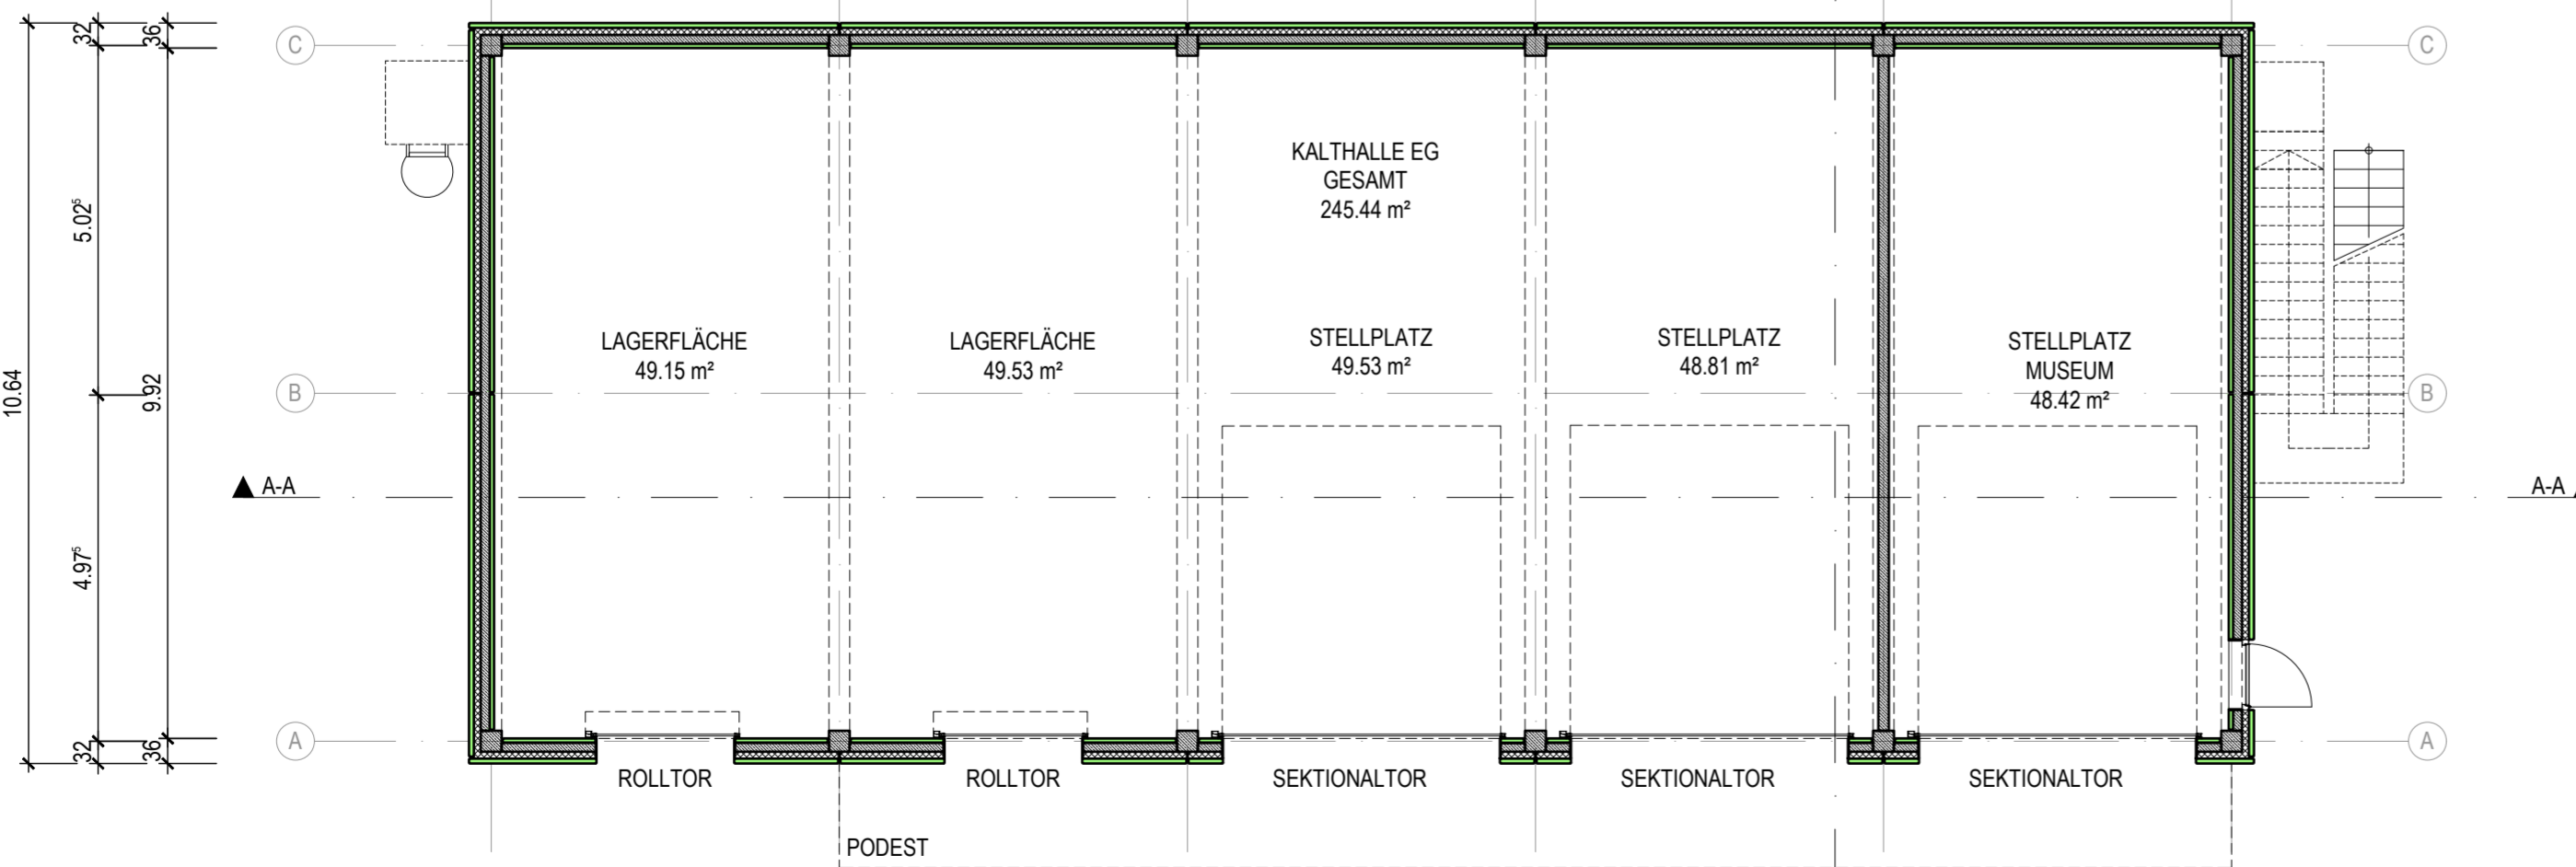 C
C
KALTHALLE EG
GESAMT
245.44 m²
LAGERFLÄCHE
49.15 m²
LAGERFLÄCHE
49.53 m²
STELLPLATZ
49.53 m²
STELLPLATZ
48.81 m²
STELLPLATZ
MUSEUM
48.42 m²
B
B
A-A
A-A
A
A
ROLLTOR
ROLLTOR
SEKTIONALTOR
SEKTIONALTOR
SEKTIONALTOR
PODEST
10.64
32
5.02⁵
4.97⁵
32
36
9.92
36